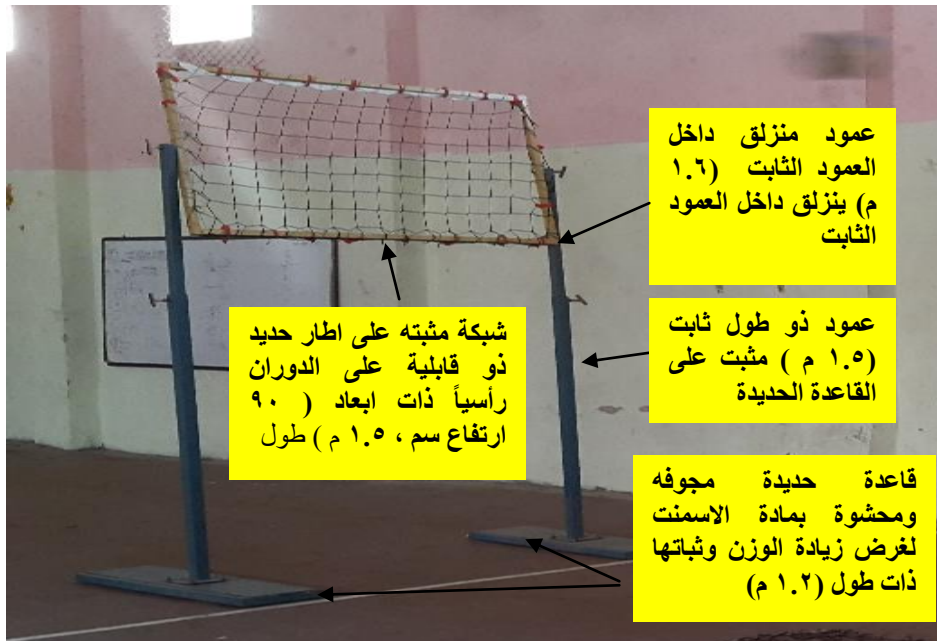 عمود منزلق داخل
العمود الثابت (١.٦
م) ينزلق داخل العمود
الثابت
عمود ذو طول ثابت
(١.٥ م ) مثبت على
القاعدة الحديدة
شبكة مثبته على اطار حديد
ذو قابلية على الدوران
رأسياً ذات ابعاد ( ٩٠
ارتفاع سم ، ١.٥ م ) طول
قاعدة حديدة مجوفه
ومحشوة بمادة الاسمنت
لغرض زيادة الوزن وثباتها
ذات طول (١.٢ م)